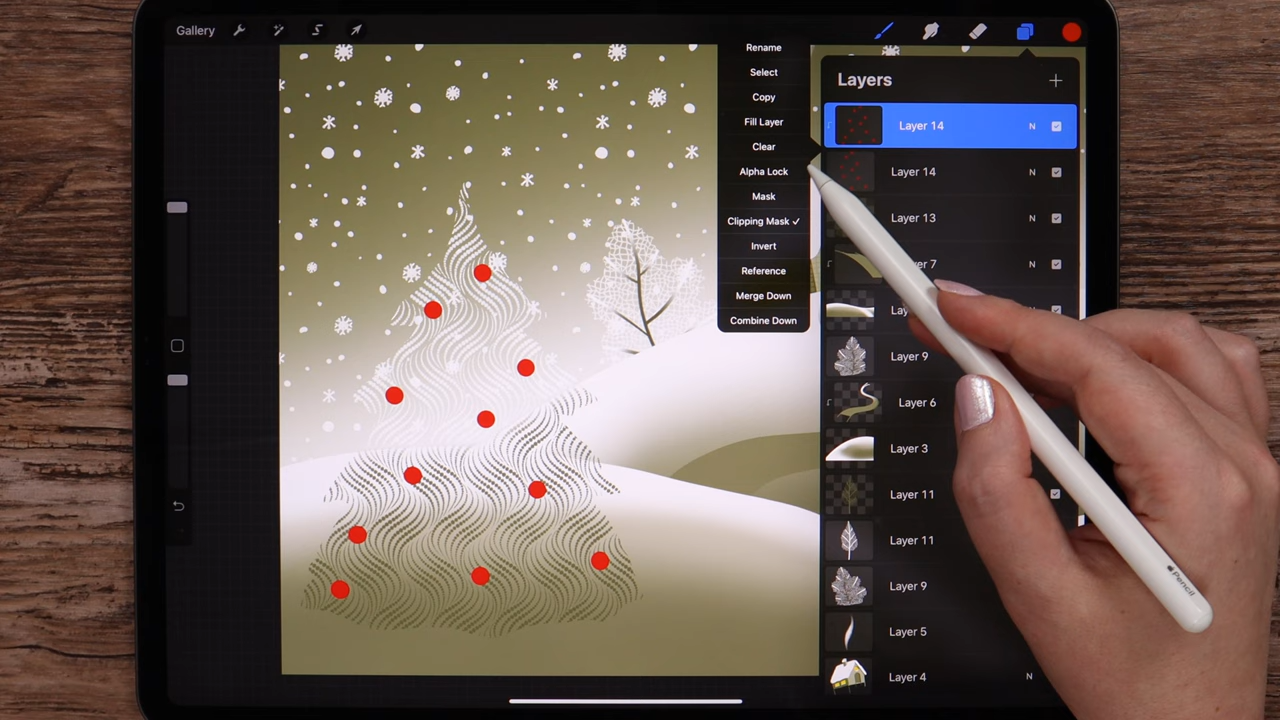 Gallery
Rename
Select
Copy
Fill Layer
Clear
Alpha Lock
Mask
Clipping Mask ✓
Invert
Reference
Merge Down
Combine Down
Layers
Layer 14 N
Layer 14 N
Layer 13 N
7 N
Layer 9
Layer 6
Layer 3
Layer 11
Layer 11
Layer 9
Layer 5
Layer 4 N
Pencil